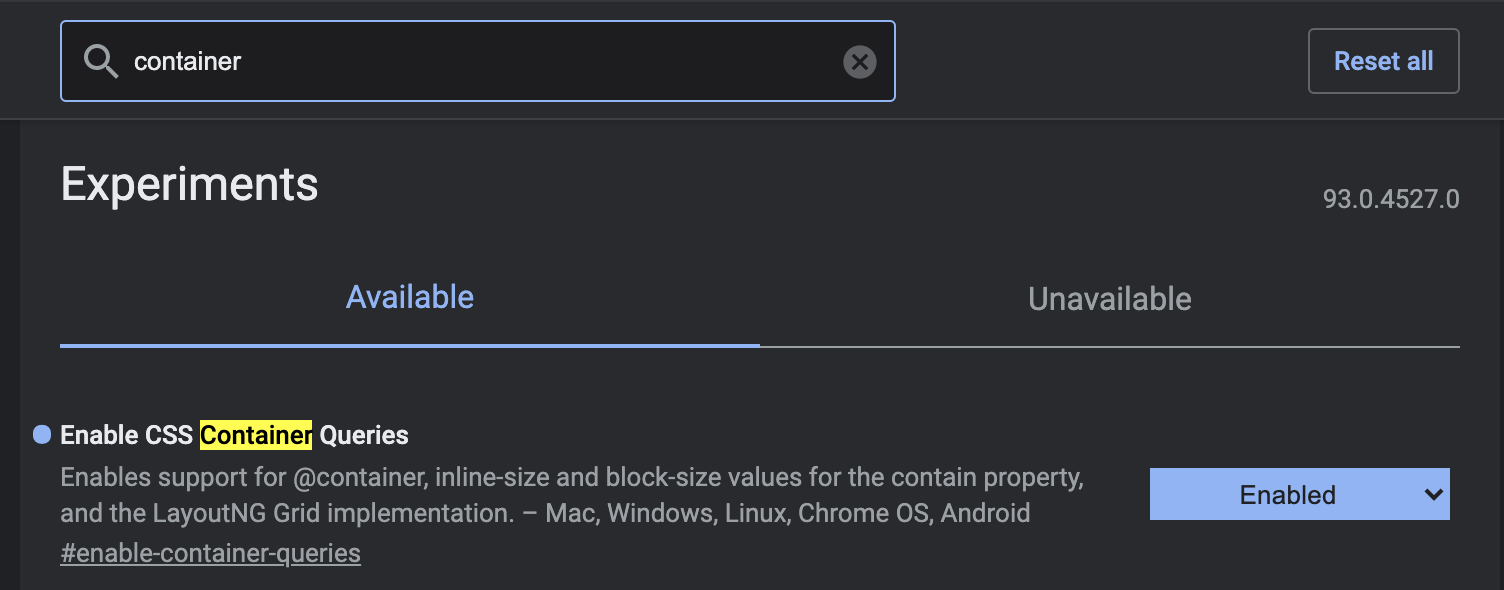 container
Reset all
Experiments
93.0.4527.0
Available
Unavailable
Enable CSS Container Queries
Enables support for @container, inline-size and block-size values for the contain property,
and the LayoutNG Grid implementation. – Mac, Windows, Linux, Chrome OS, Android
#enable-container-queries
Enabled